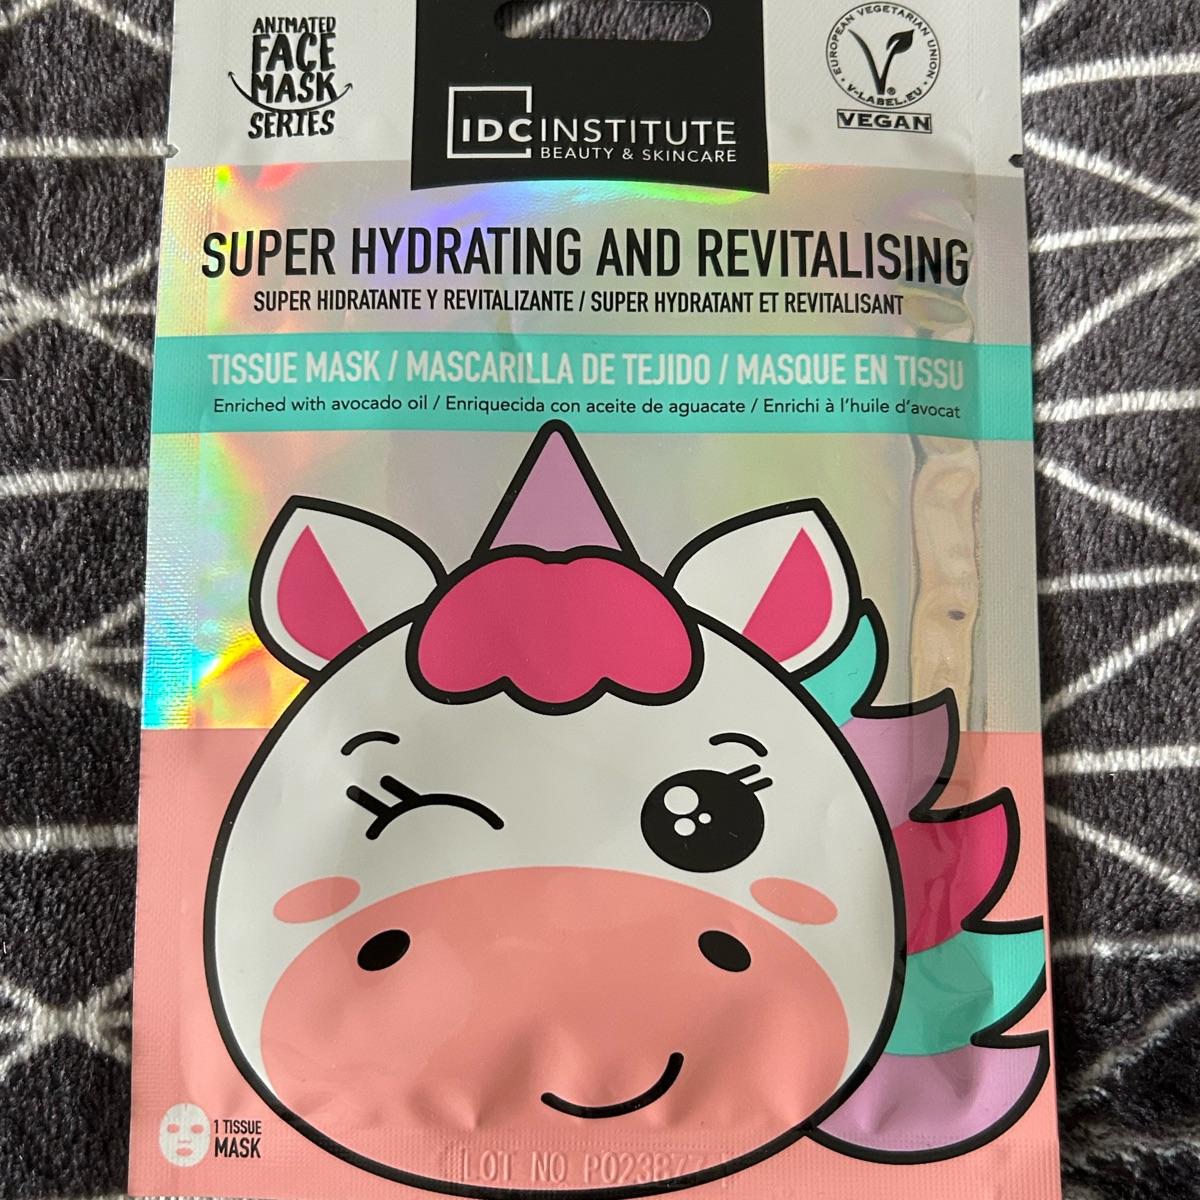 ANIMATED
FACE
MASK
SERIES
IDC INSTITUTE
BEAUTY & SKINCARE
EUROPEAN VEGETARIAN UNION
V-LABEL.EU
VEGAN
SUPER HYDRATING AND REVITALISING
SUPER HIDRATANTE Y REVITALIZANTE / SUPER HYDRATANT ET REVITALISANT
TISSUE MASK / MASCARILLA DE TEJIDO / MASQUE EN TISSU
Enriched with avocado oil / Enriquecida con aceite de aguacate / Enrichi à l'huile d'avocat
1 TISSUE
MASK
LOT NO